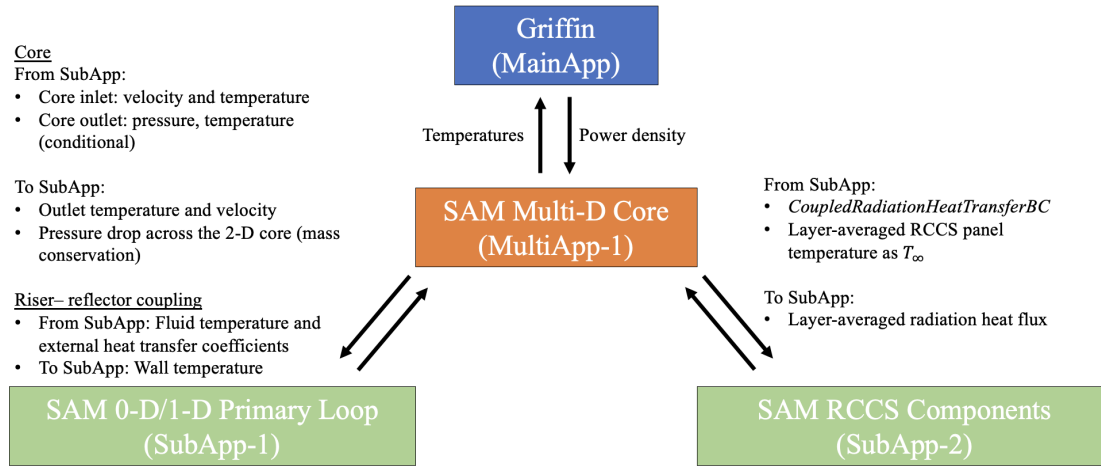 Griffin
(MainApp)
Core
From SubApp:
• Core inlet: velocity and temperature
• Core outlet: pressure, temperature
(conditional)
Temperatures
Power density
To SubApp:
• Outlet temperature and velocity
• Pressure drop across the 2-D core (mass
conservation)
SAM Multi-D Core
(MultiApp-1)
From SubApp:
• CoupledRadiationHeatTransferBC
• Layer-averaged RCCS panel
temperature as T∞
To SubApp:
• Layer-averaged radiation heat flux
Riser– reflector coupling
• From SubApp: Fluid temperature and
external heat transfer coefficients
• To SubApp: Wall temperature
SAM 0-D/1-D Primary Loop
(SubApp-1)
SAM RCCS Components
(SubApp-2)